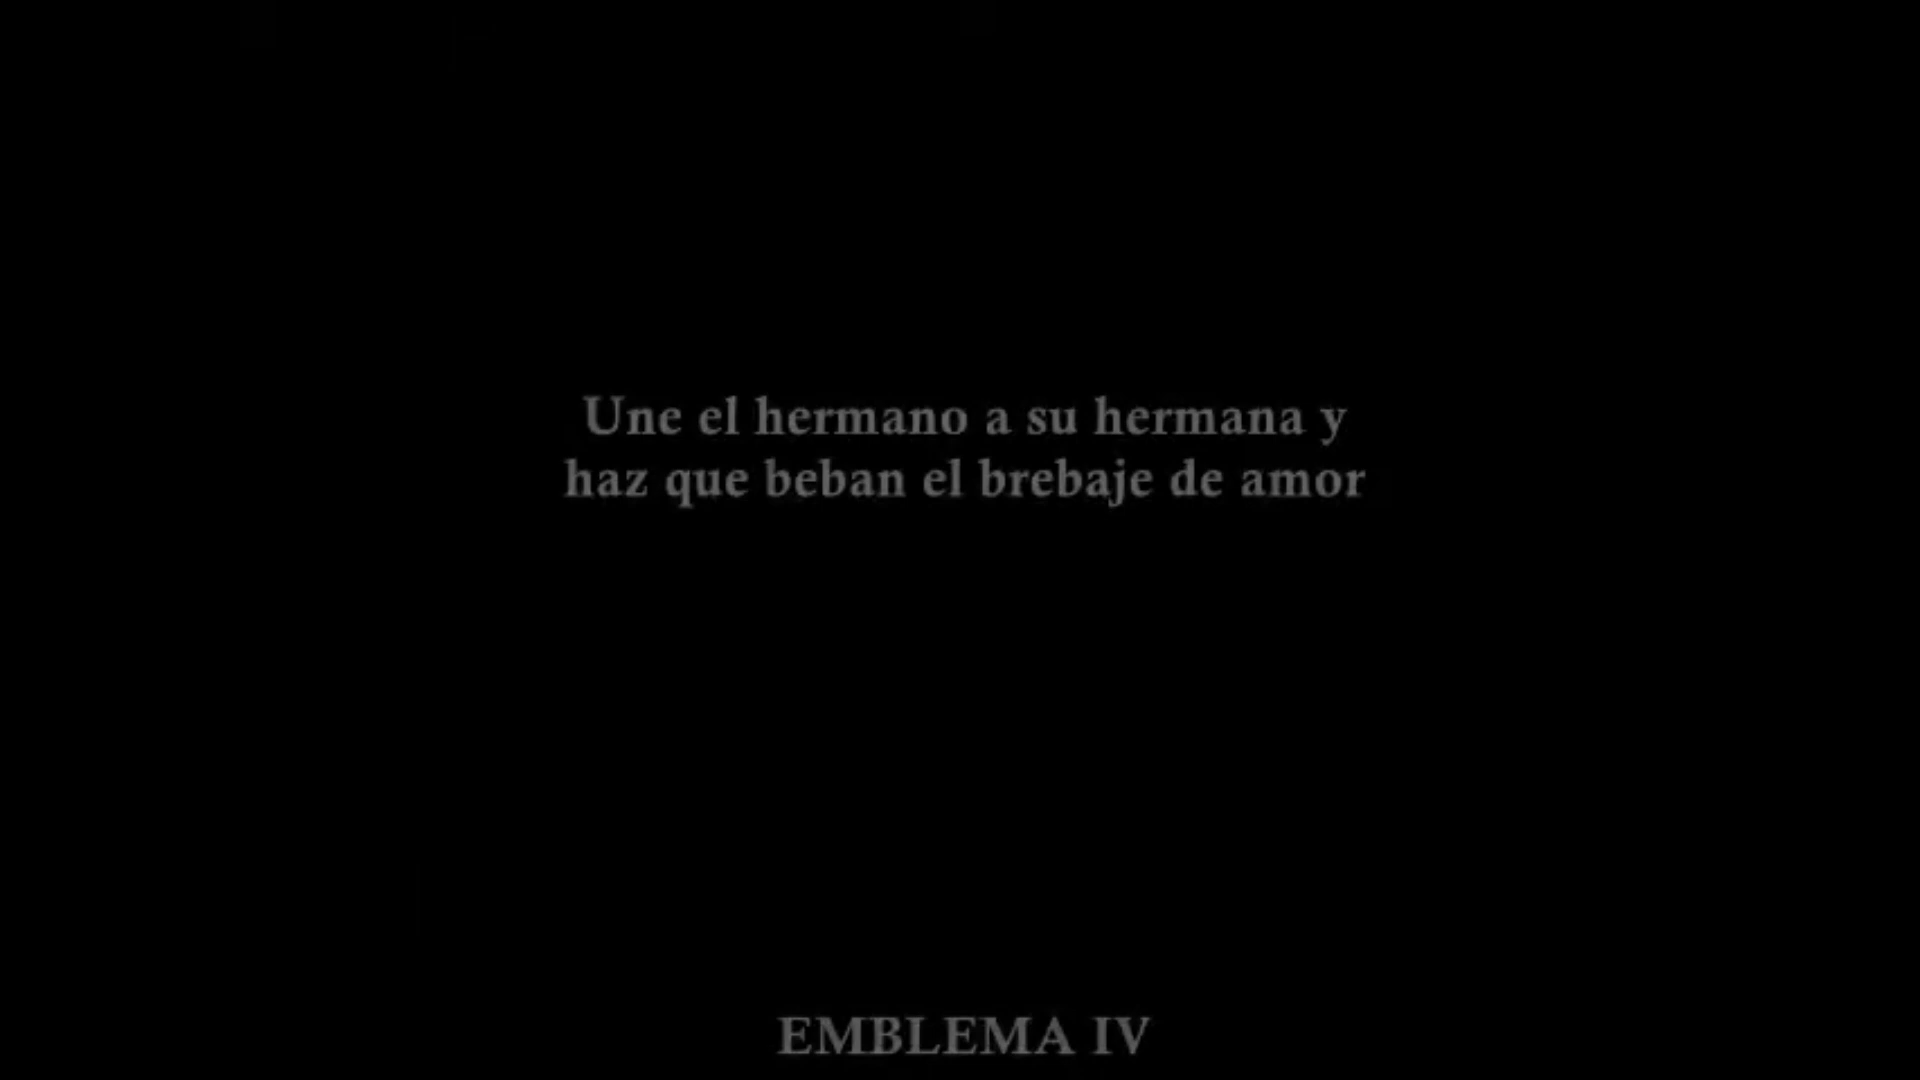 Une el hermano a su hermana y
haz que beban el brebaje de amor
EMBLEMA IV